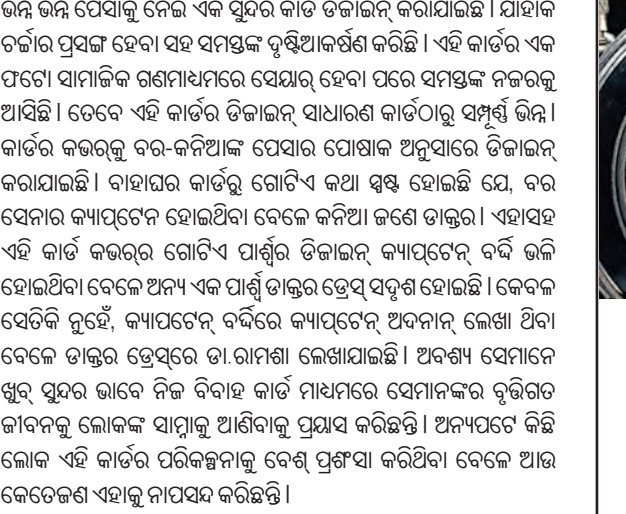 ଭିନ୍ନ ଭିନ୍ନ ପେସାକୁ ନେଇ ଏକ ସୁନ୍ଦର କାର୍ଡ ଡିଜାଇନ୍ କରାଯାଇଛି । ଯାହାକି
ଚର୍ଚ୍ଚାର ପ୍ରସଙ୍ଗ ହେବା ସହ ସମସ୍ତଙ୍କ ଦୃଷ୍ଟିଆକର୍ଷଣ କରିଛି । ଏହି କାର୍ଡର ଏକ
ଫଟୋ ସାମାଜିକ ଗଣମାଧ୍ୟମରେ ସେୟାର୍ ହେବା ପରେ ସମସ୍ତଙ୍କ ନଜରକୁ
ଆସିଛି । ତେବେ ଏହି କାର୍ଡର ଡିଜାଇନ୍ ସାଧାରଣ କାର୍ଡଠାରୁ ସମ୍ପୂର୍ଣ୍ଣ ଭିନ୍ନ ।
କାର୍ଡର କଭର୍‌କୁ ବର-କନିଆଙ୍କ ପେସାର ପୋଷାକ ଅନୁସାରେ ଡିଜାଇନ୍
କରାଯାଇଛି । ବାହାଘର କାର୍ଡରୁ ଗୋଟିଏ କଥା ସ୍ପଷ୍ଟ ହୋଇଛି ଯେ, ବର
ସେନାର କ୍ୟାପ୍‌ଟେନ ହୋଇଥିବା ବେଳେ କନିଆ ଜଣେ ଡାକ୍ତର । ଏହାସହ
ଏହି କାର୍ଡ କଭର୍‌ର ଗୋଟିଏ ପାର୍ଶ୍ୱର ଡିଜାଇନ୍ କ୍ୟାପ୍‌ଟେନ୍ ବର୍ଦ୍ଦି ଭଳି
ହୋଇଥିବା ବେଳେ ଅନ୍ୟ ଏକ ପାର୍ଶ୍ୱ ଡାକ୍ତର ଡ୍ରେସ୍ ସଦୃଶ ହୋଇଛି । କେବଳ
ସେତିକି ନୁହେଁ, କ୍ୟାପଟେନ୍ ବର୍ଦ୍ଦିରେ କ୍ୟାପ୍‌ଟେନ୍ ଅଦନାନ୍ ଲେଖା ଥିବା
ବେଳେ ଡାକ୍ତର ଡ୍ରେସ୍‌ରେ ଡା.ରାମଶା ଲେଖାଯାଇଛି । ଅବଶ୍ୟ ସେମାନେ
ଖୁବ୍ ସୁନ୍ଦର ଭାବେ ନିଜ ବିବାହ କାର୍ଡ ମାଧ୍ୟମରେ ସେମାନଙ୍କର ବୃତ୍ତିଗତ
ଜୀବନକୁ ଲୋକଙ୍କ ସାମ୍ନାକୁ ଆଣିବାକୁ ପ୍ରୟାସ କରିଛନ୍ତି । ଅନ୍ୟପଟେ କିଛି
ଲୋକ ଏହି କାର୍ଡର ପରିକଳ୍ପନାକୁ ବେଶ୍ ପ୍ରଶଂସା କରିଥିବା ବେଳେ ଆଉ
କେତେଜଣ ଏହାକୁ ନାପସନ୍ଦ କରିଛନ୍ତି ।